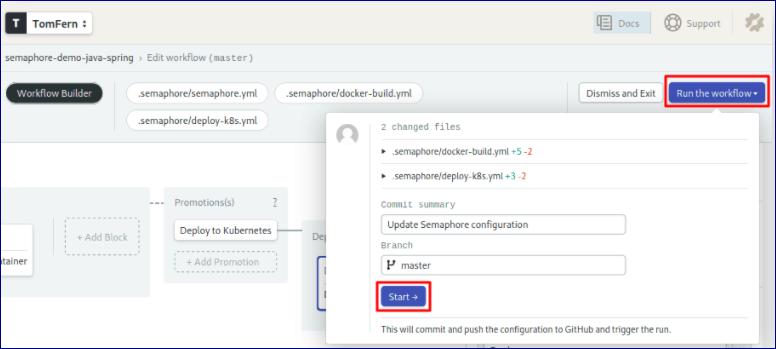 T TomFern
Docs
Support
semaphore-demo-java-spring › Edit workflow (master)
Workflow Builder
.semaphore/semaphore.yml
.semaphore/docker-build.yml
Dismiss and Exit
Run the workflow
.semaphore/deploy-k8s.yml
2 changed files
.semaphore/docker-build.yml +5 -2
.semaphore/deploy-k8s.yml +3 -2
Commit summary
Update Semaphore configuration
Branch
master
Start →
This will commit and push the configuration to GitHub and trigger the run.
Promotions(s) ?
Deploy to Kubernetes
+ Add Block
+ Add Promotion